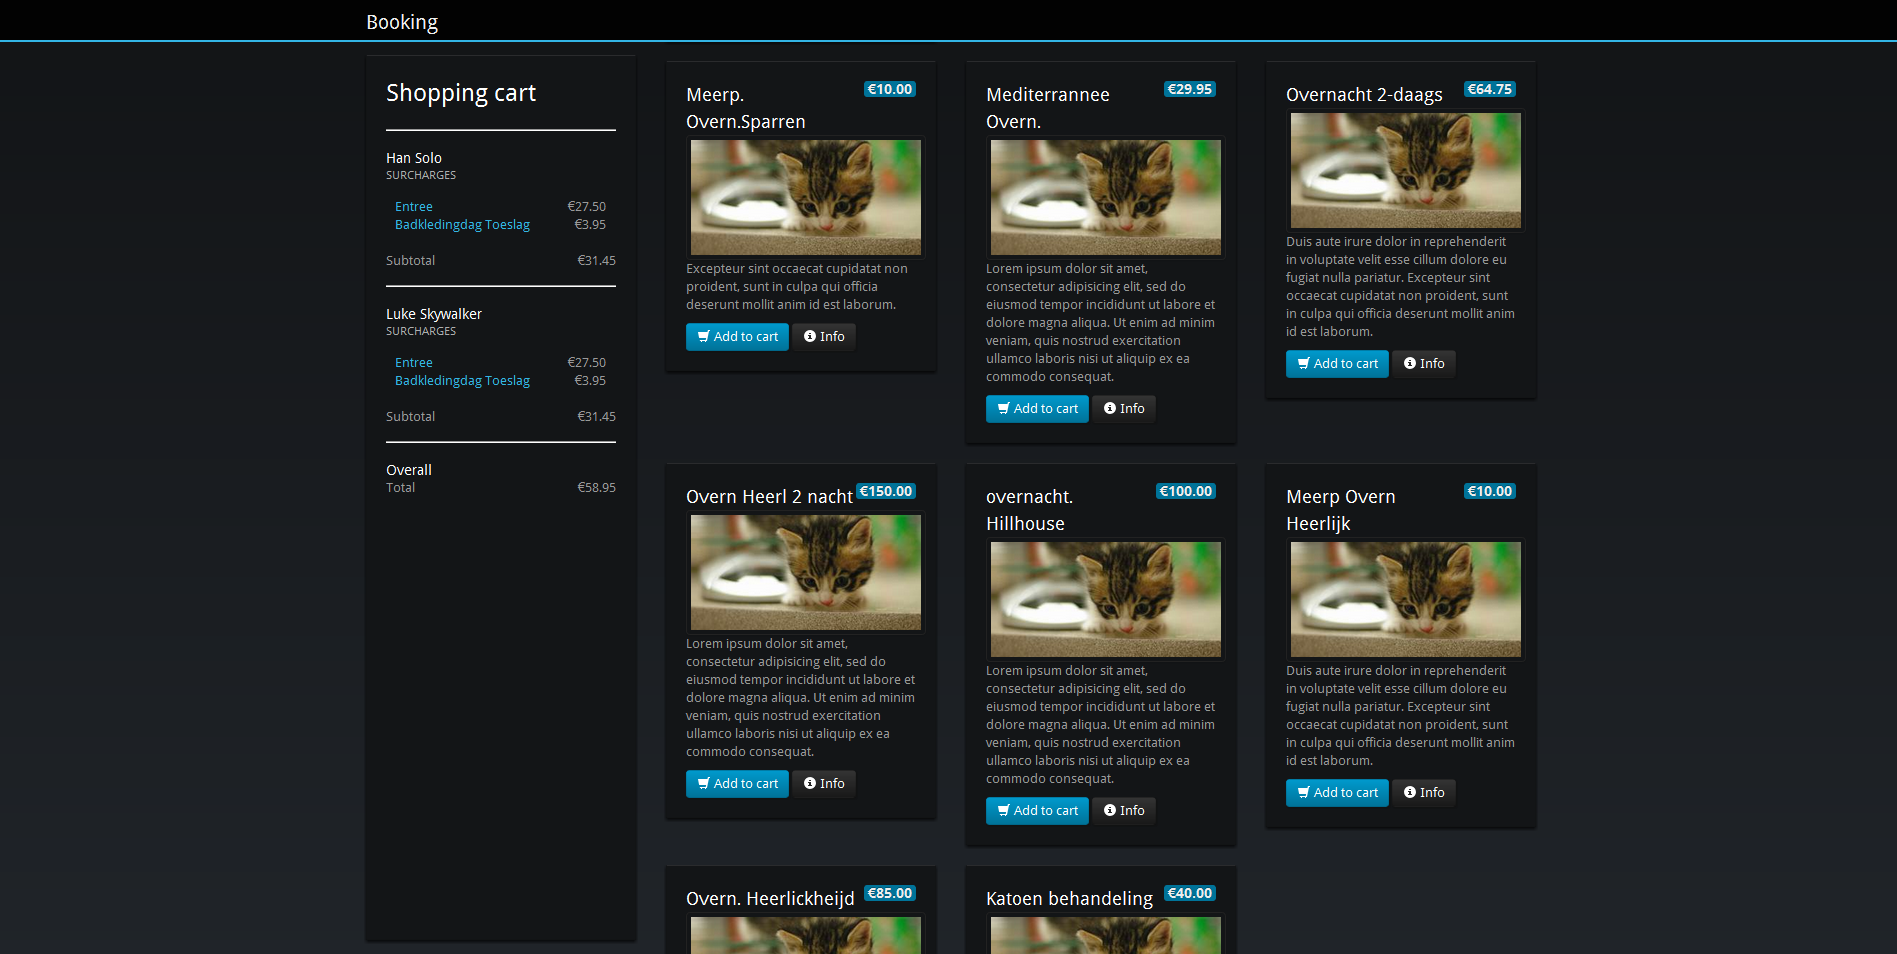 Booking
Shopping cart
Han Solo
SURCHARGES
Entree €27.50
Badkledingdag Toeslag €3.95
Subtotal €31.45
Luke Skywalker
SURCHARGES
Entree €27.50
Badkledingdag Toeslag €3.95
Subtotal €31.45
Overall
Total €58.95
Meerp. €10.00
Overn.Sparren
Excepteur sint occaecat cupidatat non
proident, sunt in culpa qui officia
deserunt mollit anim id est laborum.
Add to cart Info
Mediterrannee €29.95
Overn.
Lorem ipsum dolor sit amet,
consectetur adipisicing elit, sed do
eiusmod tempor incididunt ut labore et
dolore magna aliqua. Ut enim ad minim
veniam, quis nostrud exercitation
ullamco laboris nisi ut aliquip ex ea
commodo consequat.
Add to cart Info
Overnacht 2-daags €64.75
Duis aute irure dolor in reprehenderit
in voluptate velit esse cillum dolore eu
fugiat nulla pariatur. Excepteur sint
occaecat cupidatat non proident, sunt
in culpa qui officia deserunt mollit anim
id est laborum.
Add to cart Info
Overn Heerl 2 nacht €150.00
Lorem ipsum dolor sit amet,
consectetur adipisicing elit, sed do
eiusmod tempor incididunt ut labore et
dolore magna aliqua. Ut enim ad minim
veniam, quis nostrud exercitation
ullamco laboris nisi ut aliquip ex ea
commodo consequat.
Add to cart Info
overnacht. €100.00
Hillhouse
Lorem ipsum dolor sit amet,
consectetur adipisicing elit, sed do
eiusmod tempor incididunt ut labore et
dolore magna aliqua. Ut enim ad minim
veniam, quis nostrud exercitation
ullamco laboris nisi ut aliquip ex ea
commodo consequat.
Add to cart Info
Meerp Overn €10.00
Heerlijk
Duis aute irure dolor in reprehenderit
in voluptate velit esse cillum dolore eu
fugiat nulla pariatur. Excepteur sint
occaecat cupidatat non proident, sunt
in culpa qui officia deserunt mollit anim
id est laborum.
Add to cart Info
Overn. Heerlickheijd €85.00
Katoen behandeling €40.00